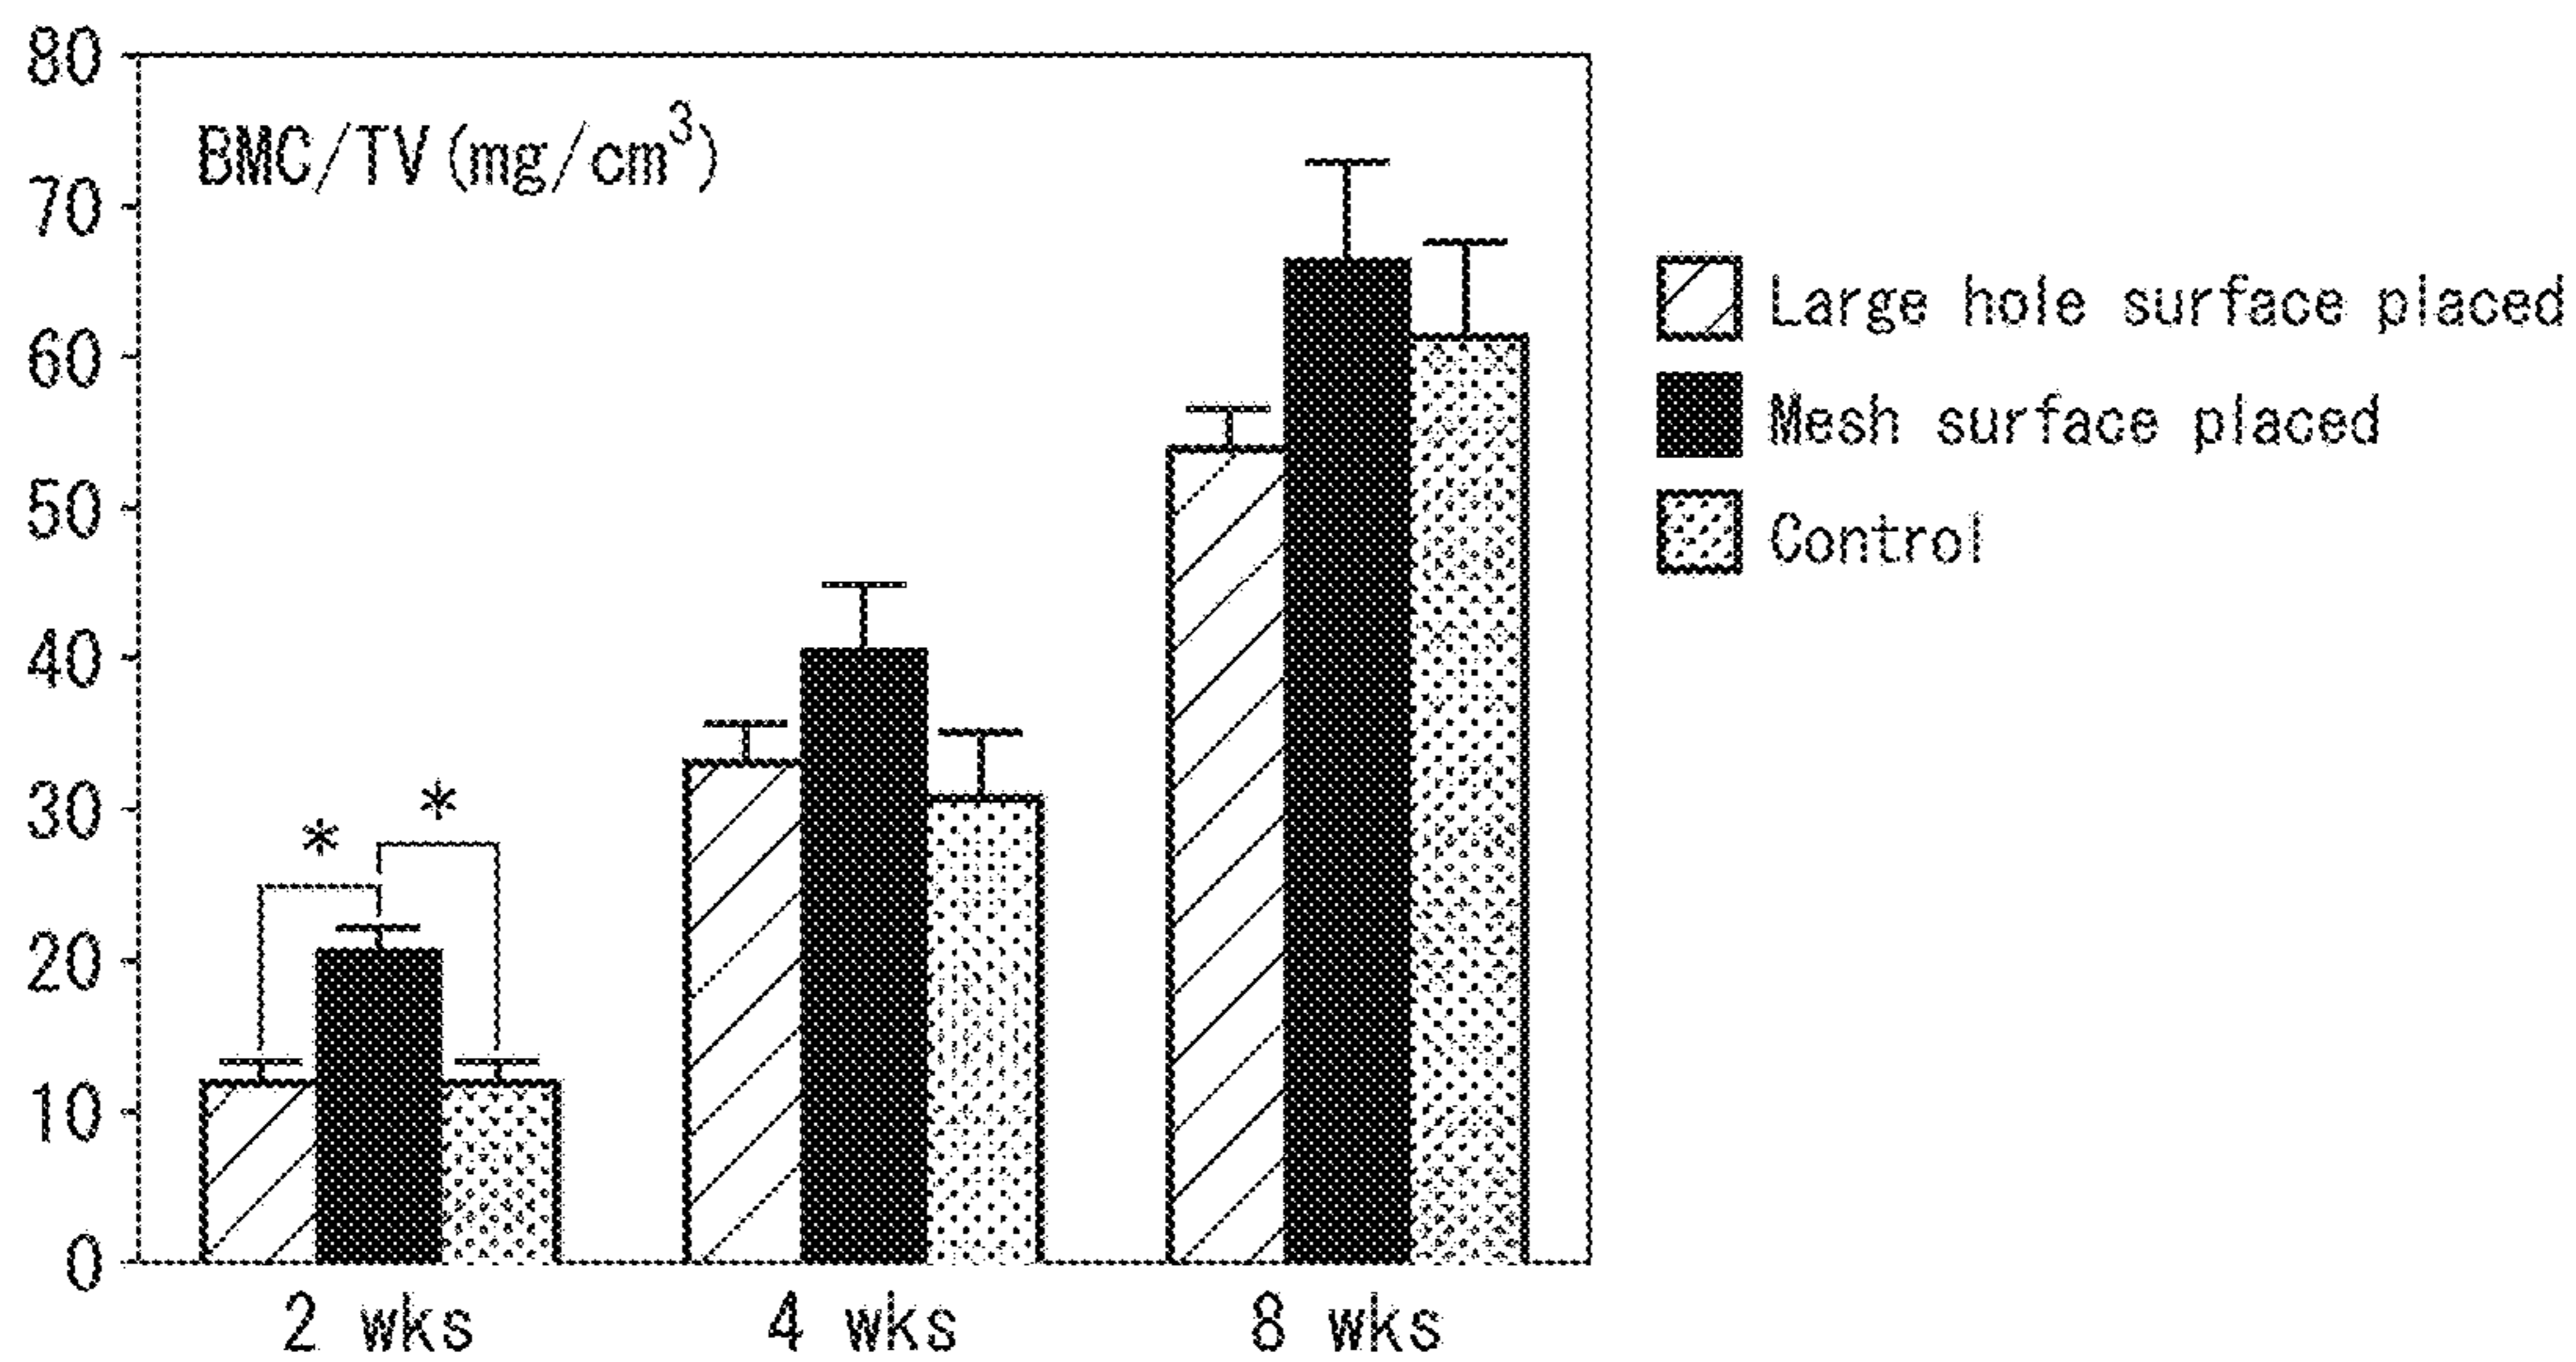 80
BMC/TV(mg/cm³)
70
60
50
40
30
20
10
0
* *
2 wks 4 wks 8 wks
Large hole surface placed
Mesh surface placed
Control